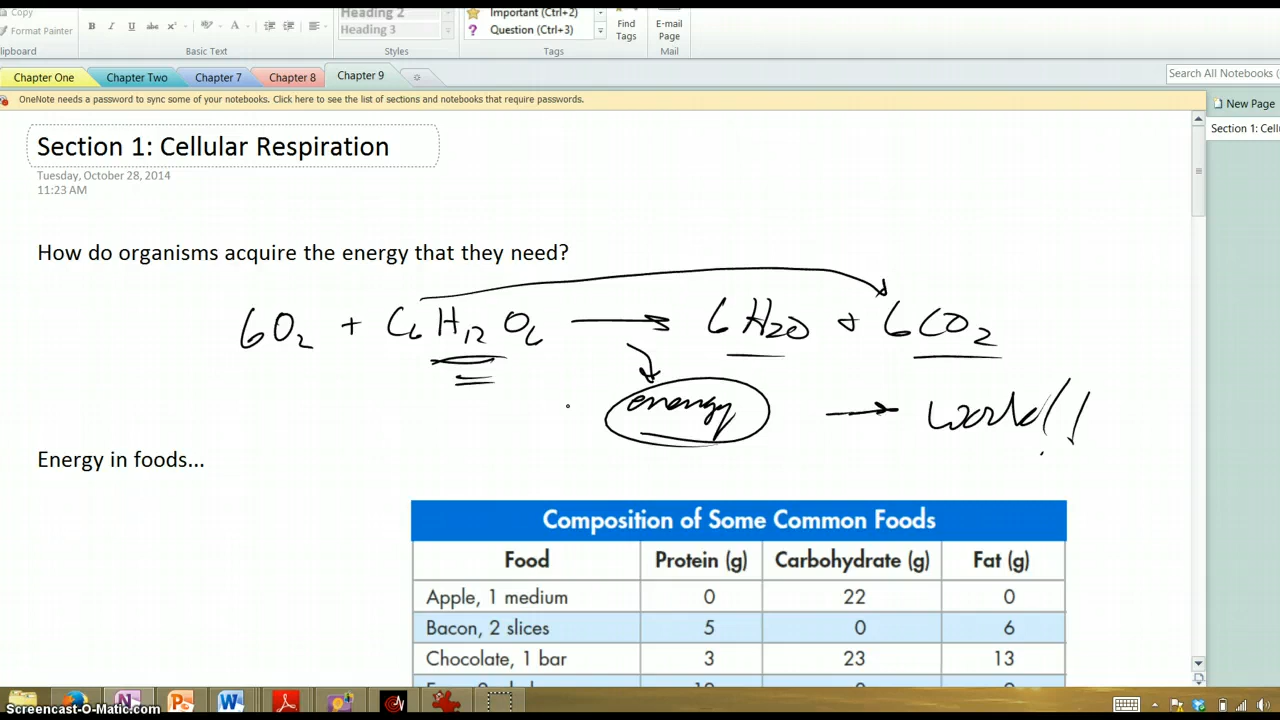 Copy
Format Painter
lipboard
B I U abc x² A
Basic Text
Heading 2
Heading 3
Styles
Important (Ctrl+2)
? Question (Ctrl+3)
Tags
Find
Tags
E-mail
Page
Mail
Chapter One Chapter Two Chapter 7 Chapter 8 Chapter 9
Search All Notebooks (
OneNote needs a password to sync some of your notebooks. Click here to see the list of sections and notebooks that require passwords.
New Page
Section 1: Cellular Respiration
Section 1: Cell
Tuesday, October 28, 2014
11:23 AM
How do organisms acquire the energy that they need?
6O₂ + C₆H₁₂O₆ → 6H₂O + 6CO₂
energy → work!!
Energy in foods...
Composition of Some Common Foods
Food Protein (g) Carbohydrate (g) Fat (g)
Apple, 1 medium 0 22 0
Bacon, 2 slices 5 0 6
Chocolate, 1 bar 3 23 13
Screencast-O-Matic.com